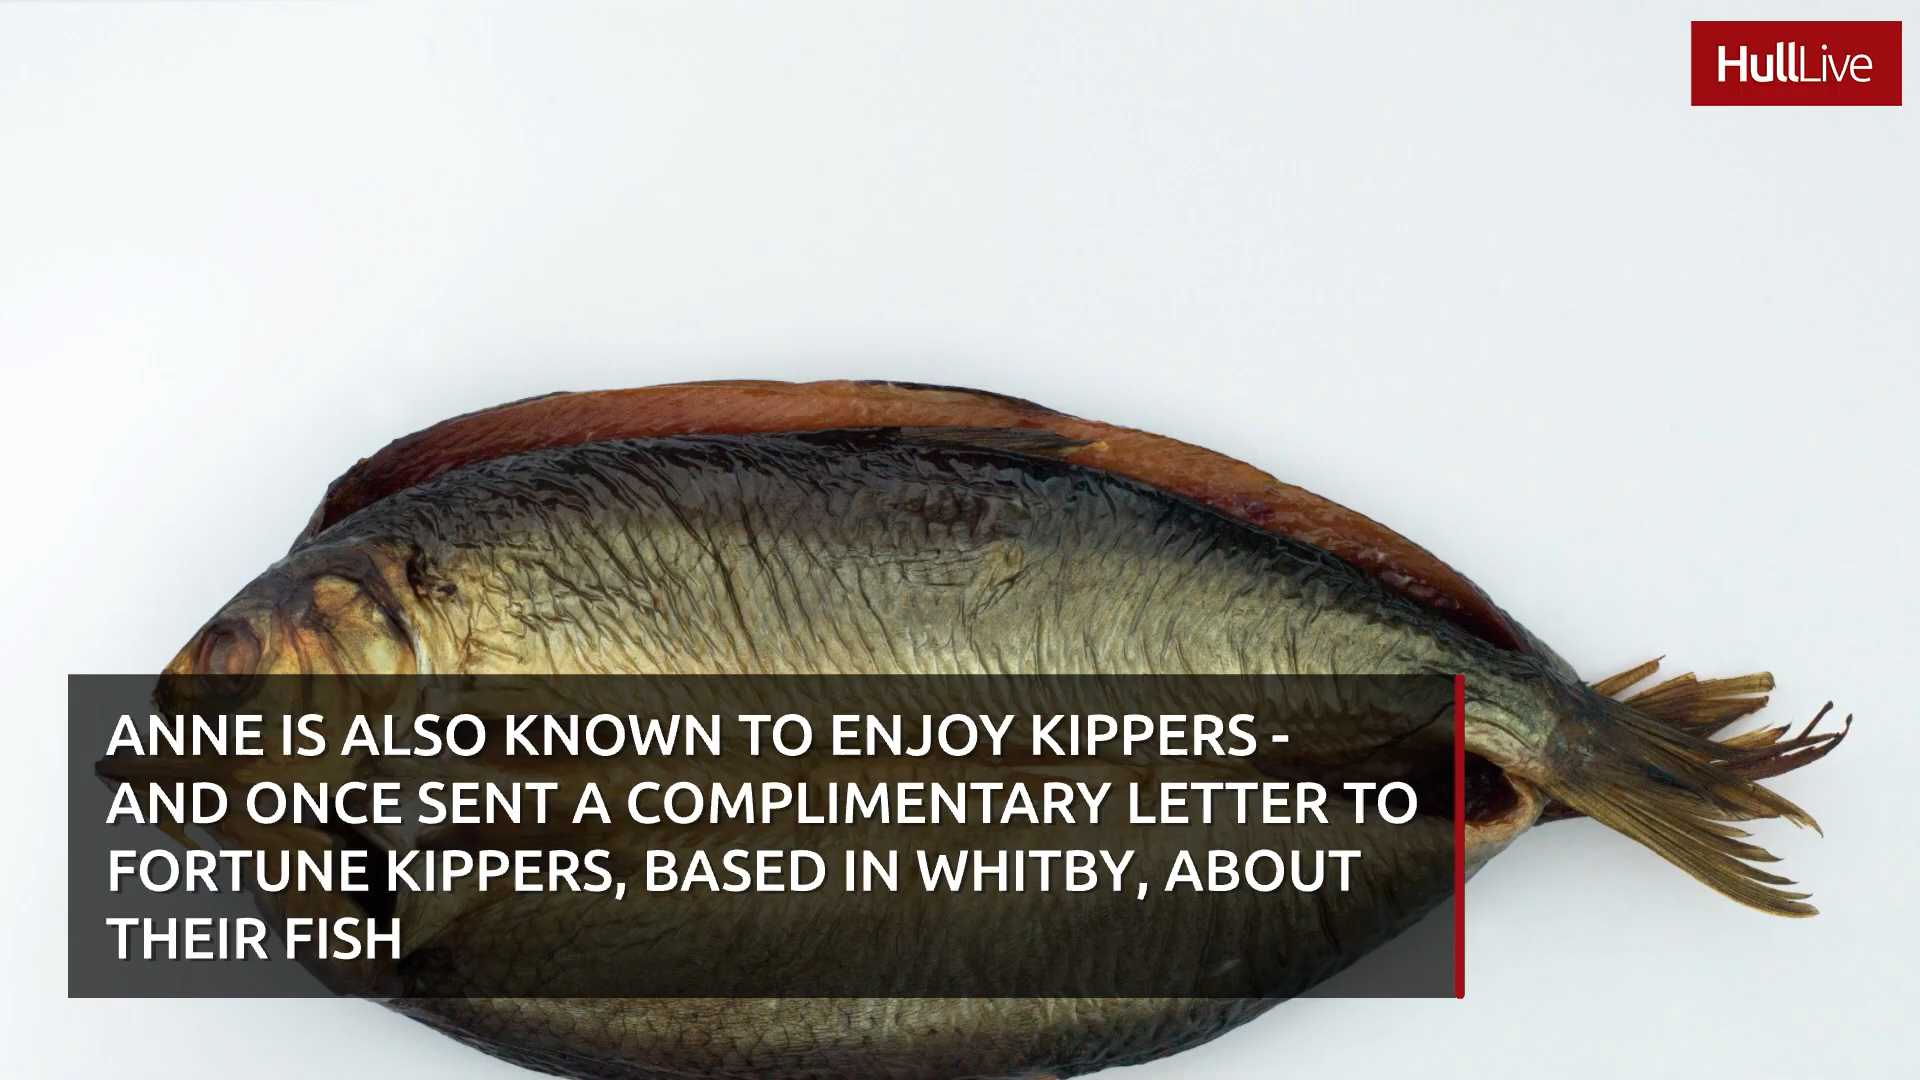 HullLive
ANNE IS ALSO KNOWN TO ENJOY KIPPERS -
AND ONCE SENT A COMPLIMENTARY LETTER TO
FORTUNE KIPPERS, BASED IN WHITBY, ABOUT
THEIR FISH